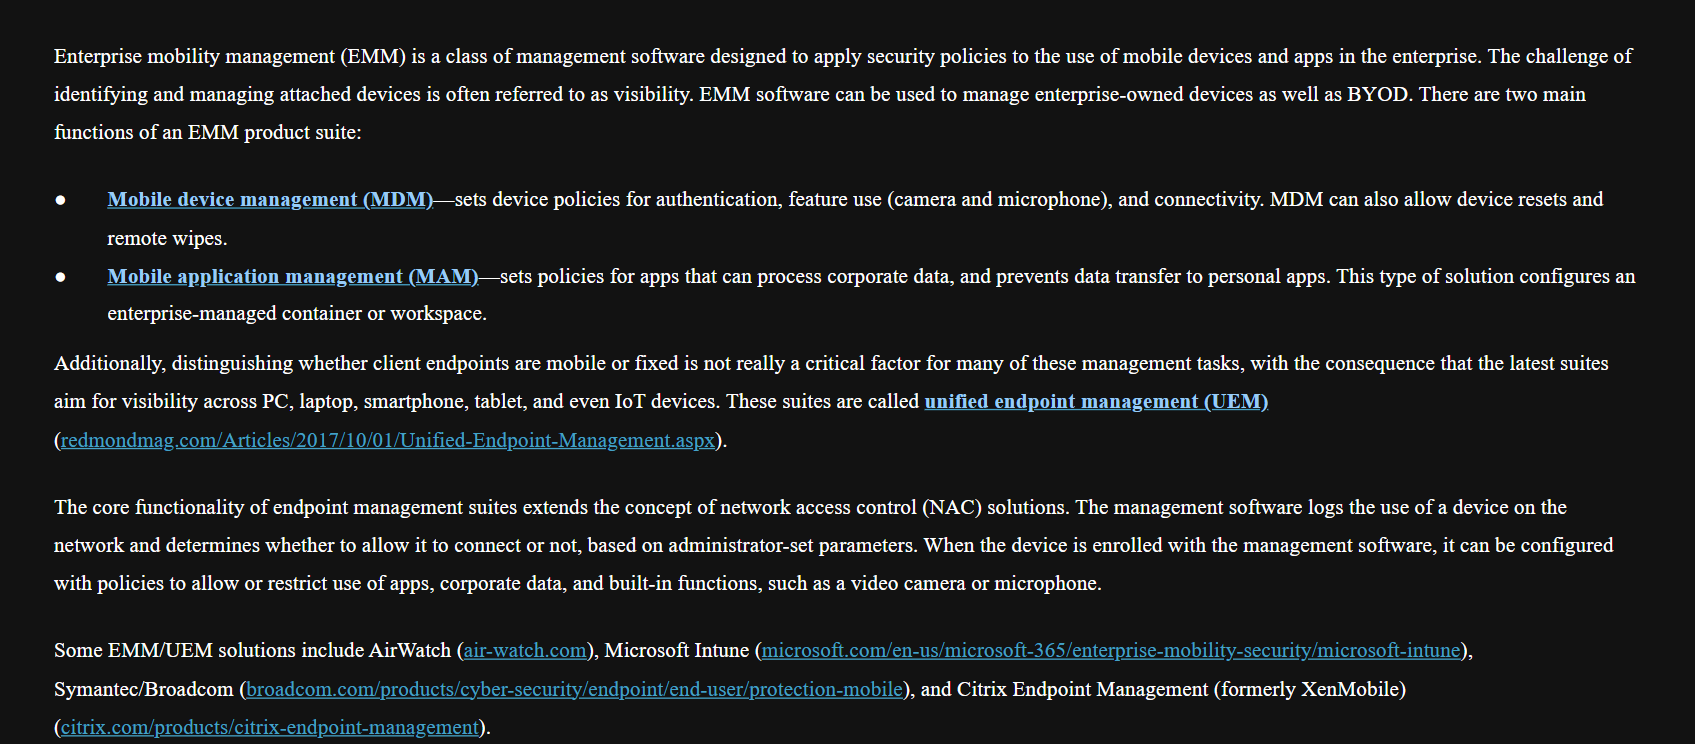 Enterprise mobility management (EMM) is a class of management software designed to apply security policies to the use of mobile devices and apps in the enterprise. The challenge of
identifying and managing attached devices is often referred to as visibility. EMM software can be used to manage enterprise-owned devices as well as BYOD. There are two main
functions of an EMM product suite:
● Mobile device management (MDM)—sets device policies for authentication, feature use (camera and microphone), and connectivity. MDM can also allow device resets and
remote wipes.
● Mobile application management (MAM)—sets policies for apps that can process corporate data, and prevents data transfer to personal apps. This type of solution configures an
enterprise-managed container or workspace.
Additionally, distinguishing whether client endpoints are mobile or fixed is not really a critical factor for many of these management tasks, with the consequence that the latest suites
aim for visibility across PC, laptop, smartphone, tablet, and even IoT devices. These suites are called unified endpoint management (UEM)
(redmondmag.com/Articles/2017/10/01/Unified-Endpoint-Management.aspx).
The core functionality of endpoint management suites extends the concept of network access control (NAC) solutions. The management software logs the use of a device on the
network and determines whether to allow it to connect or not, based on administrator-set parameters. When the device is enrolled with the management software, it can be configured
with policies to allow or restrict use of apps, corporate data, and built-in functions, such as a video camera or microphone.
Some EMM/UEM solutions include AirWatch (air-watch.com), Microsoft Intune (microsoft.com/en-us/microsoft-365/enterprise-mobility-security/microsoft-intune),
Symantec/Broadcom (broadcom.com/products/cyber-security/endpoint/end-user/protection-mobile), and Citrix Endpoint Management (formerly XenMobile)
(citrix.com/products/citrix-endpoint-management).